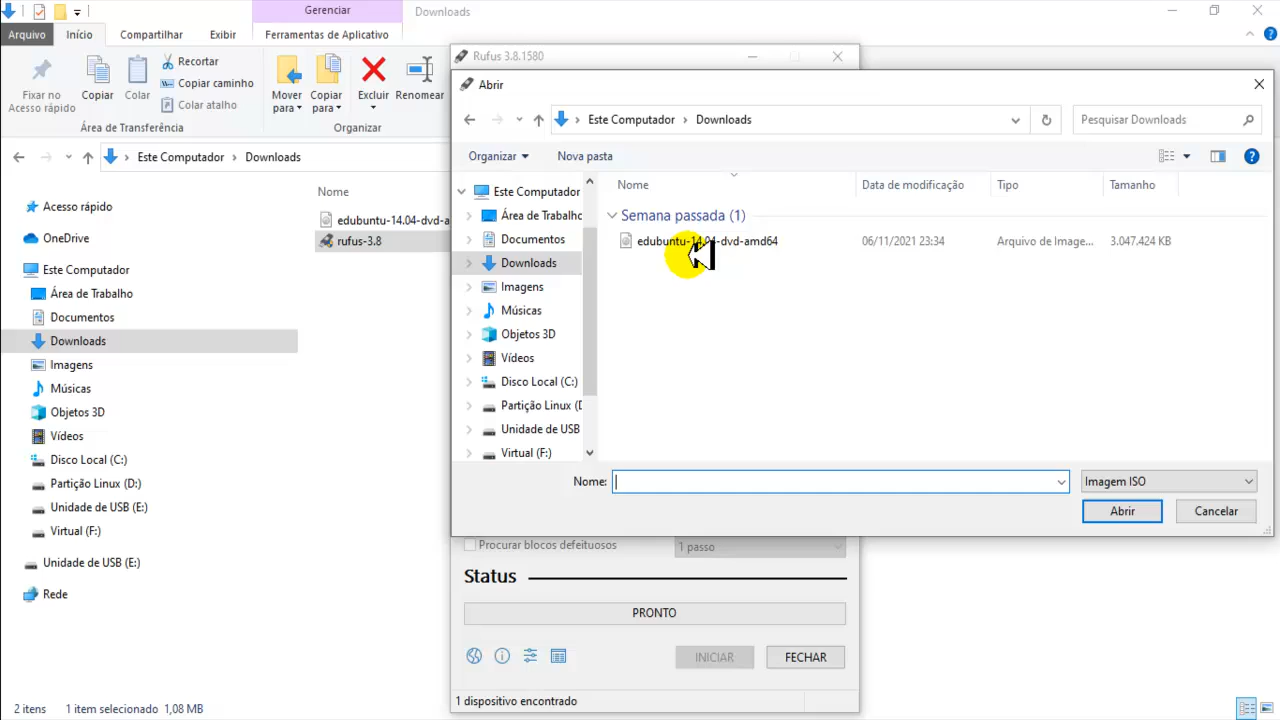 Gerenciar
Downloads
Arquivo
Início
Compartilhar
Exibir
Ferramentas de Aplicativo
Fixar no
Acesso rápido
Copiar
Colar
Recortar
Copiar caminho
Colar atalho
Área de Transferência
Mover
para
Copiar
para
Excluir
Renomear
Organizar
Este Computador
Downloads
Nome
edubuntu-14.04-dvd-a
rufus-3.8
Acesso rápido
OneDrive
Este Computador
Área de Trabalho
Documentos
Downloads
Imagens
Músicas
Objetos 3D
Vídeos
Disco Local (C:)
Partição Linux (D:)
Unidade de USB (E:)
Virtual (F:)
Unidade de USB (E:)
Rede
2 itens
1 item selecionado 1,08 MB
Rufus 3.8.1580
Abrir
Este Computador
Downloads
Pesquisar Downloads
Organizar
Nova pasta
Este Computador
Área de Trabalho
Documentos
Downloads
Imagens
Músicas
Objetos 3D
Vídeos
Disco Local (C:)
Partição Linux (D
Unidade de USB
Virtual (F:)
Nome
Data de modificação
Tipo
Tamanho
Semana passada (1)
edubuntu-14.04-dvd-amd64
06/11/2021 23:34
Arquivo de Image...
3.047.424 KB
Nome:
Imagem ISO
Abrir
Cancelar
Procurar blocos defeituosos
1 passo
Status
PRONTO
INICIAR
FECHAR
1 dispositivo encontrado